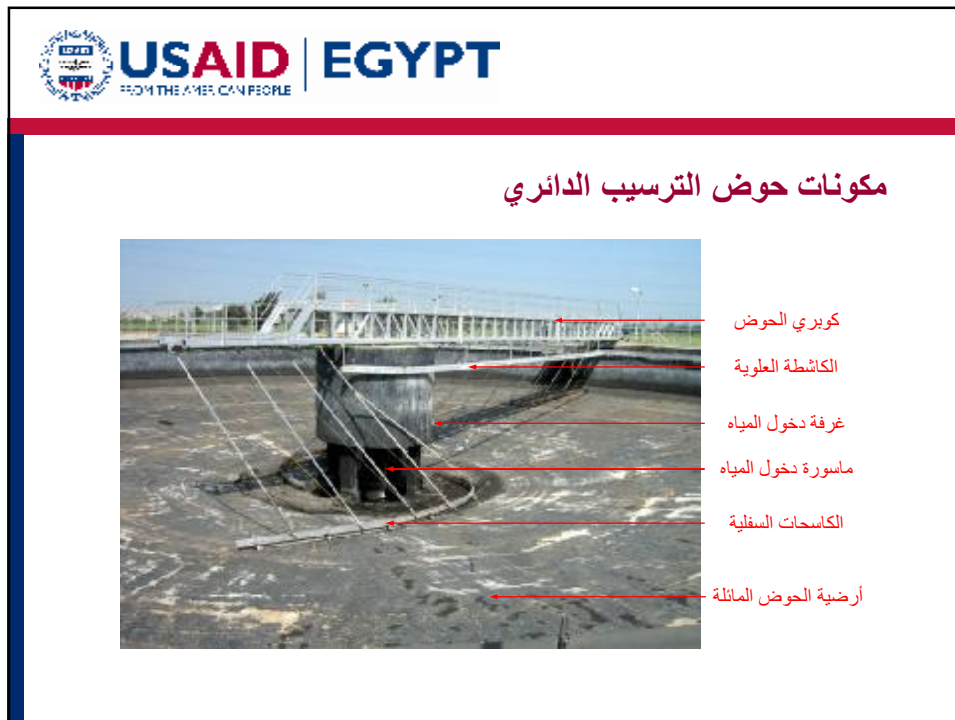 USAID | EGYPT
FROM THE AMERICAN PEOPLE
مكونات حوض الترسيب الدائري
كوبري الحوض
الكاشطة العلوية
غرفة دخول المياه
ماسورة دخول المياه
الكاسحات السفلية
أرضية الحوض المائلة